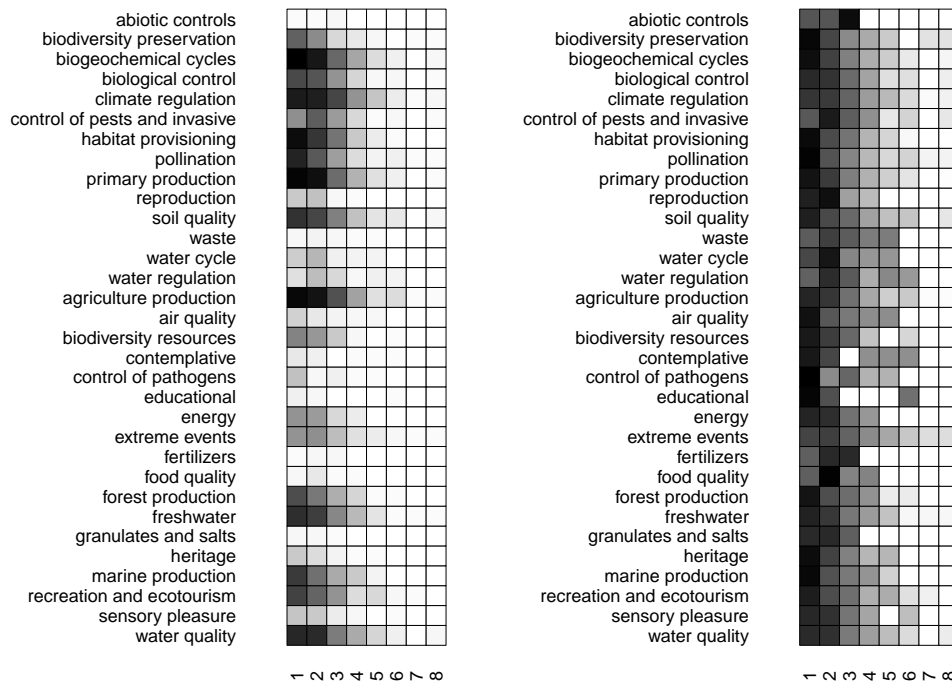 abiotic controls
biodiversity preservation
biogeochemical cycles
biological control
climate regulation
control of pests and invasive
habitat provisioning
pollination
primary production
reproduction
soil quality
waste
water cycle
water regulation
agriculture production
air quality
biodiversity resources
contemplative
control of pathogens
educational
energy
extreme events
fertilizers
food quality
forest production
freshwater
granulates and salts
heritage
marine production
recreation and ecotourism
sensory pleasure
water quality
1 2 3 4 5 6 7 8
abiotic controls
biodiversity preservation
biogeochemical cycles
biological control
climate regulation
control of pests and invasive
habitat provisioning
pollination
primary production
reproduction
soil quality
waste
water cycle
water regulation
agriculture production
air quality
biodiversity resources
contemplative
control of pathogens
educational
energy
extreme events
fertilizers
food quality
forest production
freshwater
granulates and salts
heritage
marine production
recreation and ecotourism
sensory pleasure
water quality
1 2 3 4 5 6 7 8